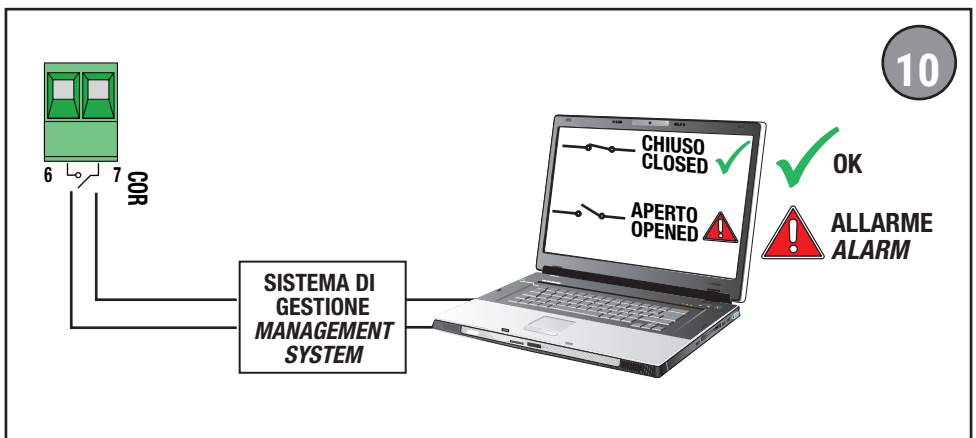 10
6 7 COR
SISTEMA DI
GESTIONE
MANAGEMENT
SYSTEM
CHIUSO
CLOSED
APERTO
OPENED
OK
ALLARME
ALARM